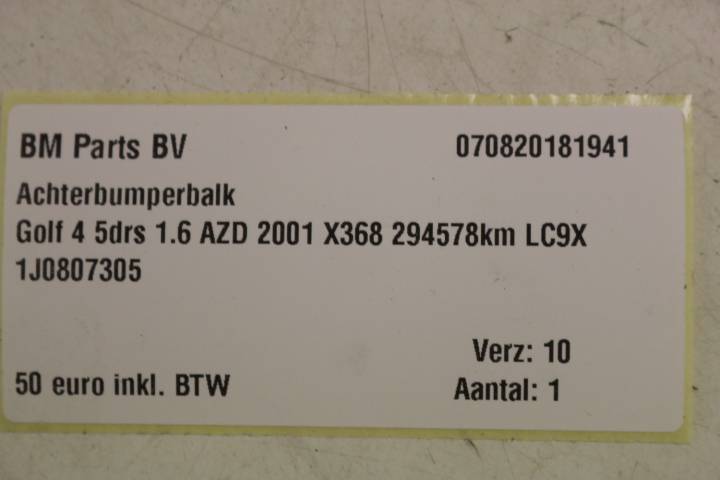 BM Parts BV 070820181941
Achterbumperbalk
Golf 4 5drs 1.6 AZD 2001 X368 294578km LC9X
1J0807305
Verz: 10
50 euro inkl. BTW Aantal: 1